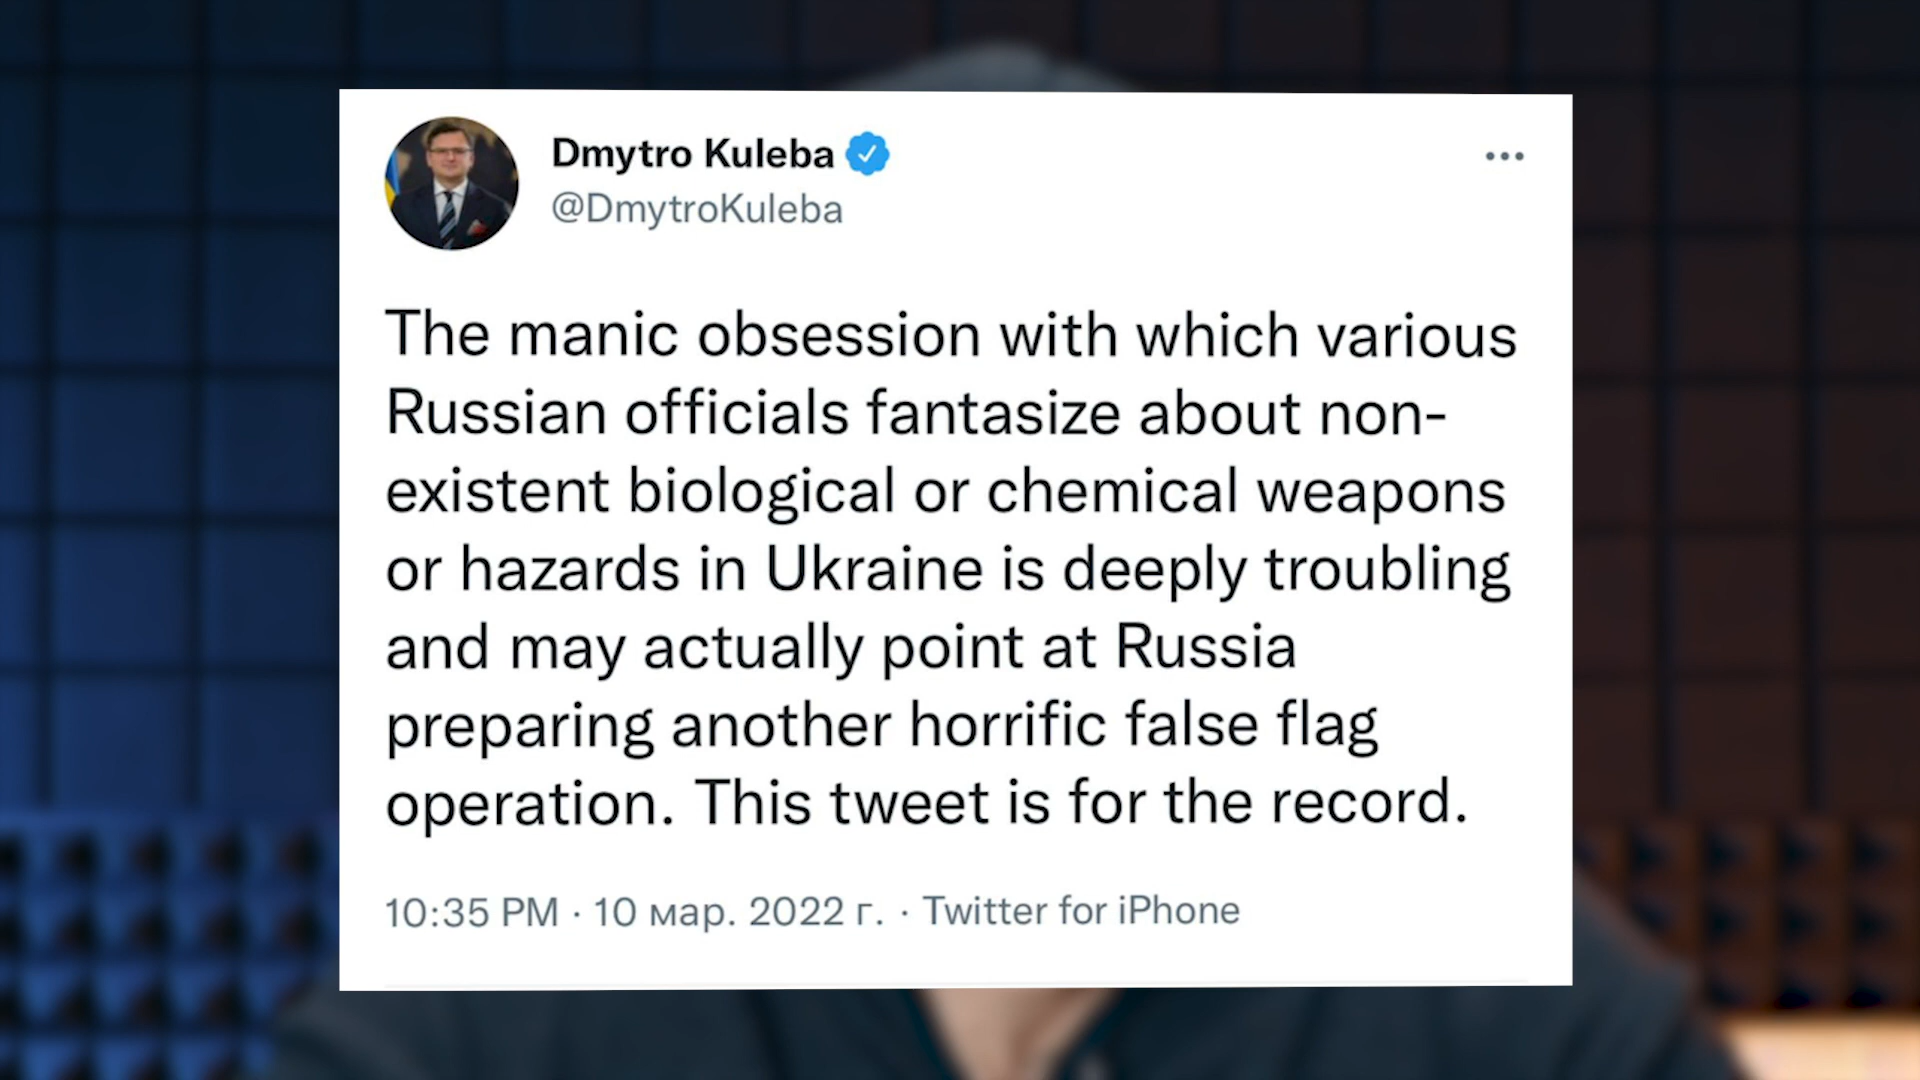 Dmytro Kuleba
@DmytroKuleba
The manic obsession with which various
Russian officials fantasize about non-
existent biological or chemical weapons
or hazards in Ukraine is deeply troubling
and may actually point at Russia
preparing another horrific false flag
operation. This tweet is for the record.
10:35 PM · 10 мар. 2022 г. · Twitter for iPhone